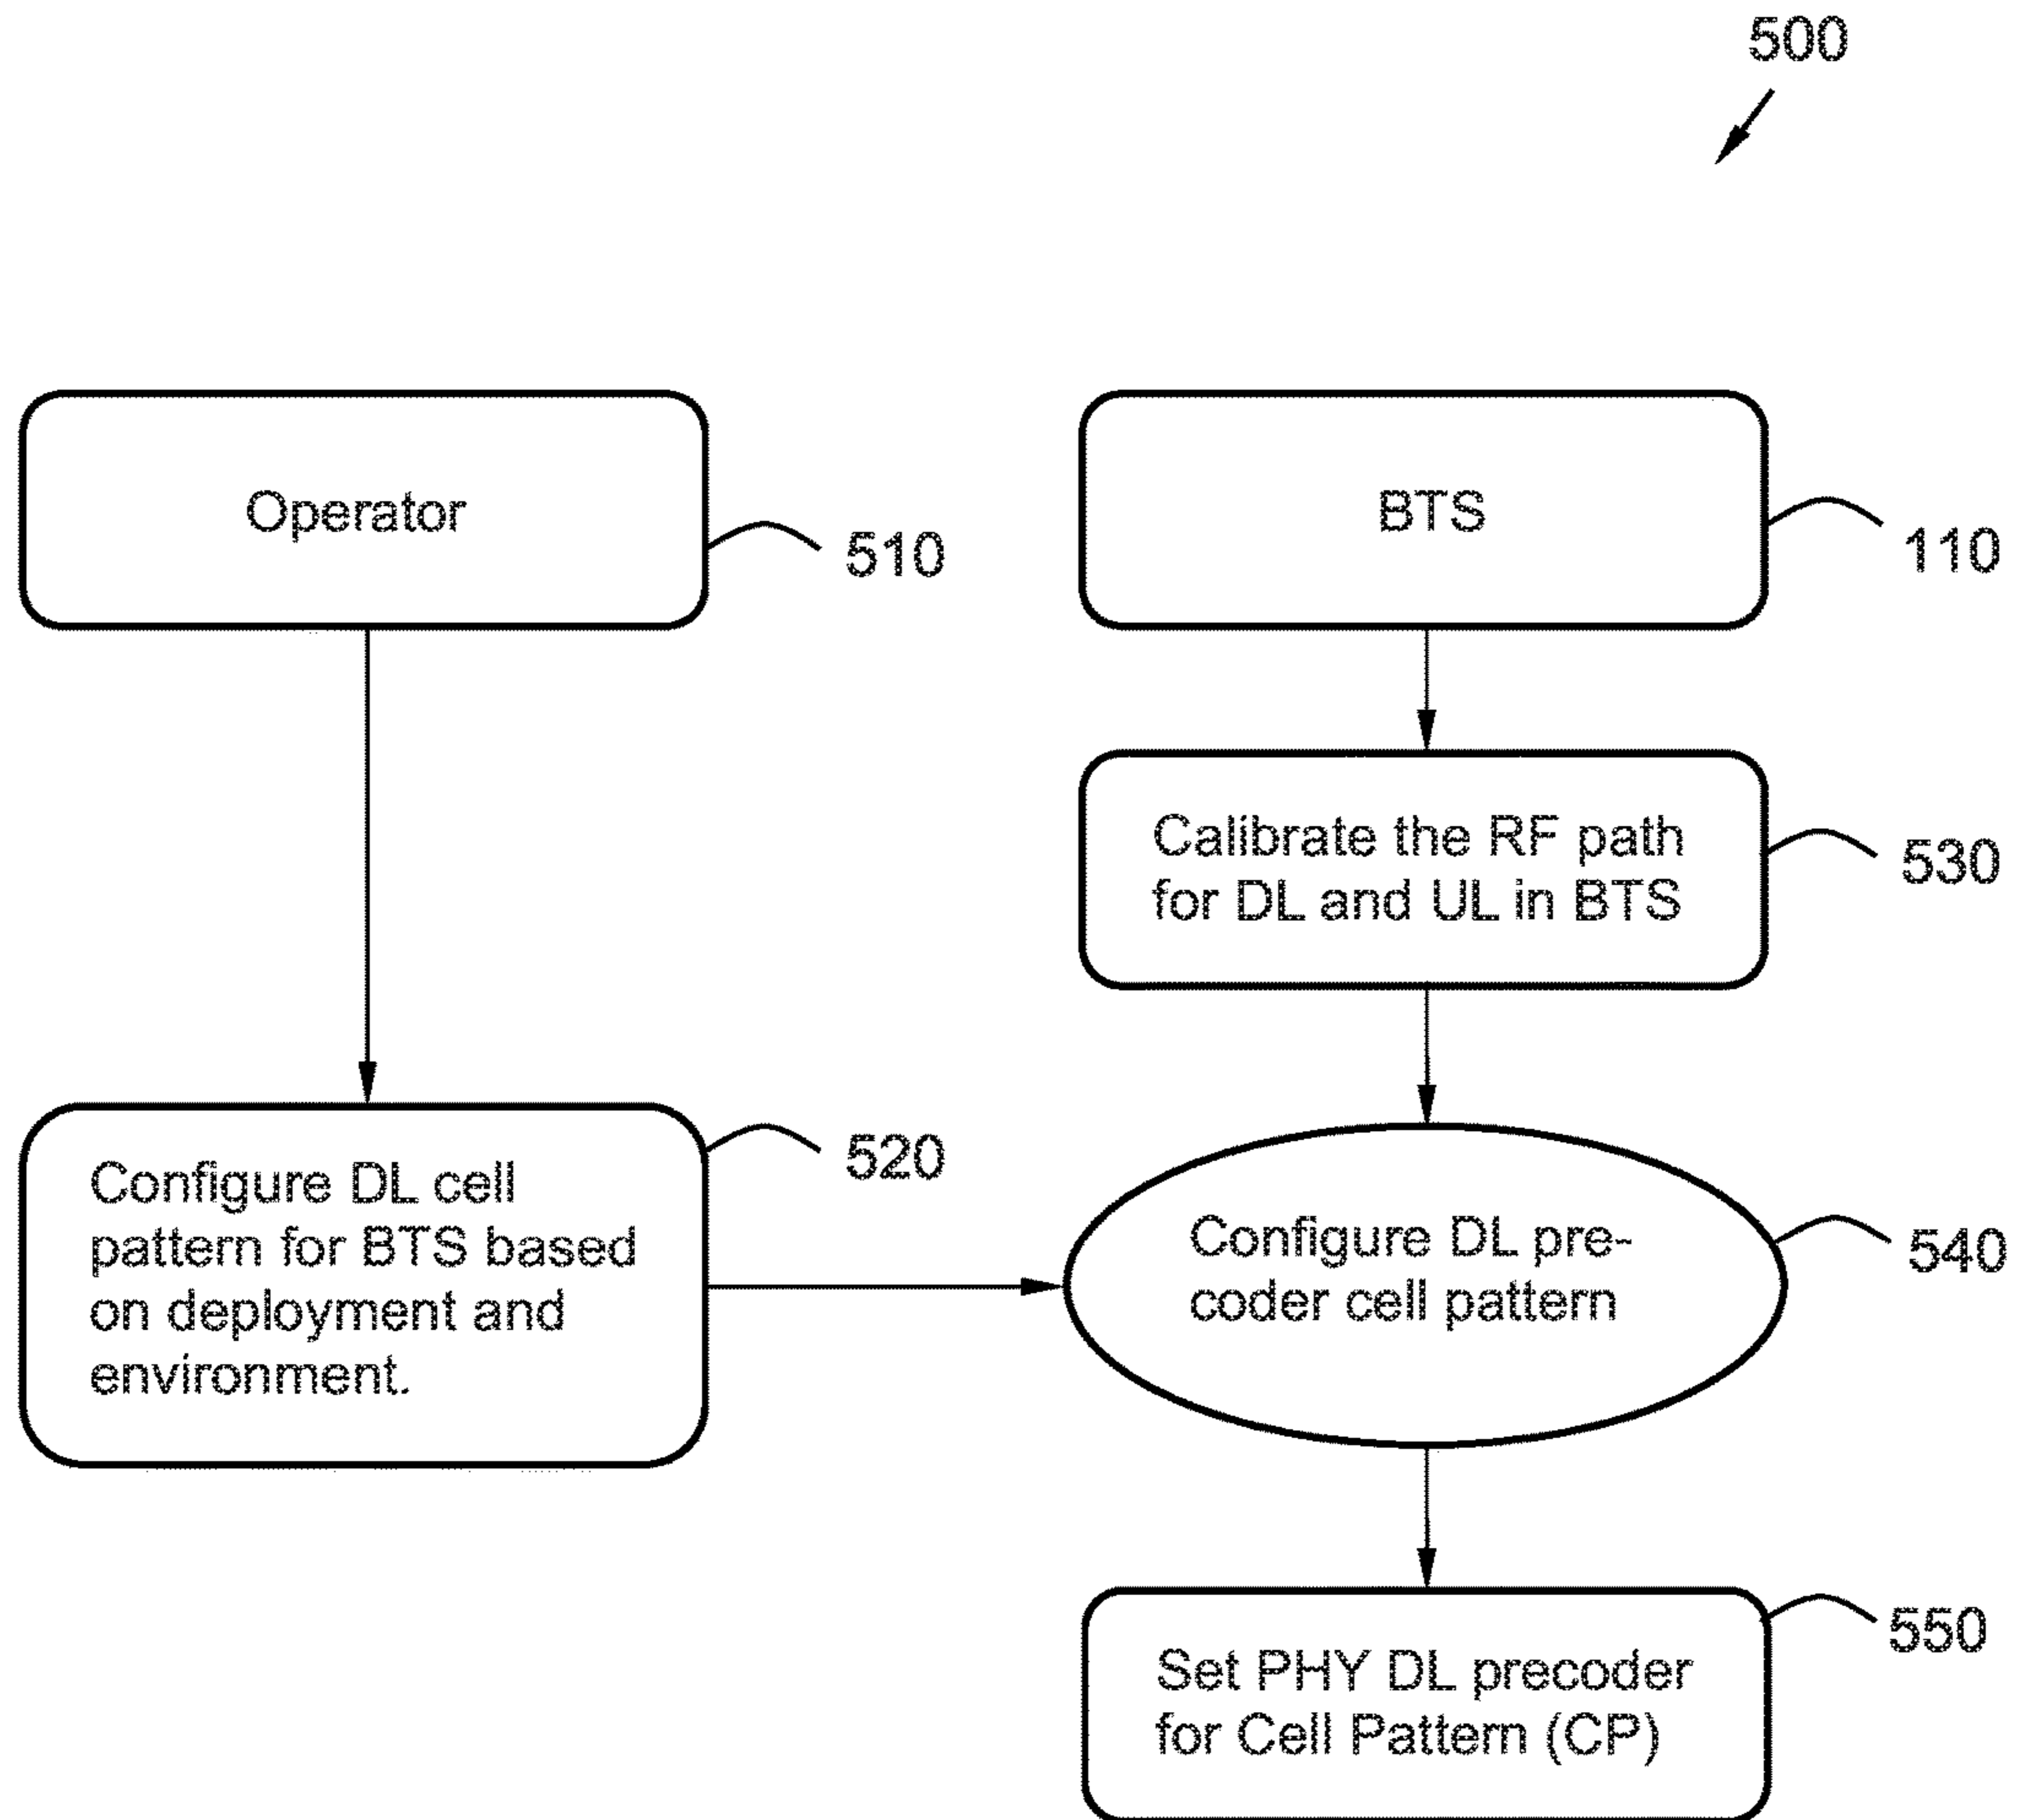 500
Operator
510
BTS
110
Calibrate the RF path
for DL and UL in BTS
530
Configure DL cell
pattern for BTS based
on deployment and
environment.
520
Configure DL pre-
coder cell pattern
540
Set PHY DL precoder
for Cell Pattern (CP)
550